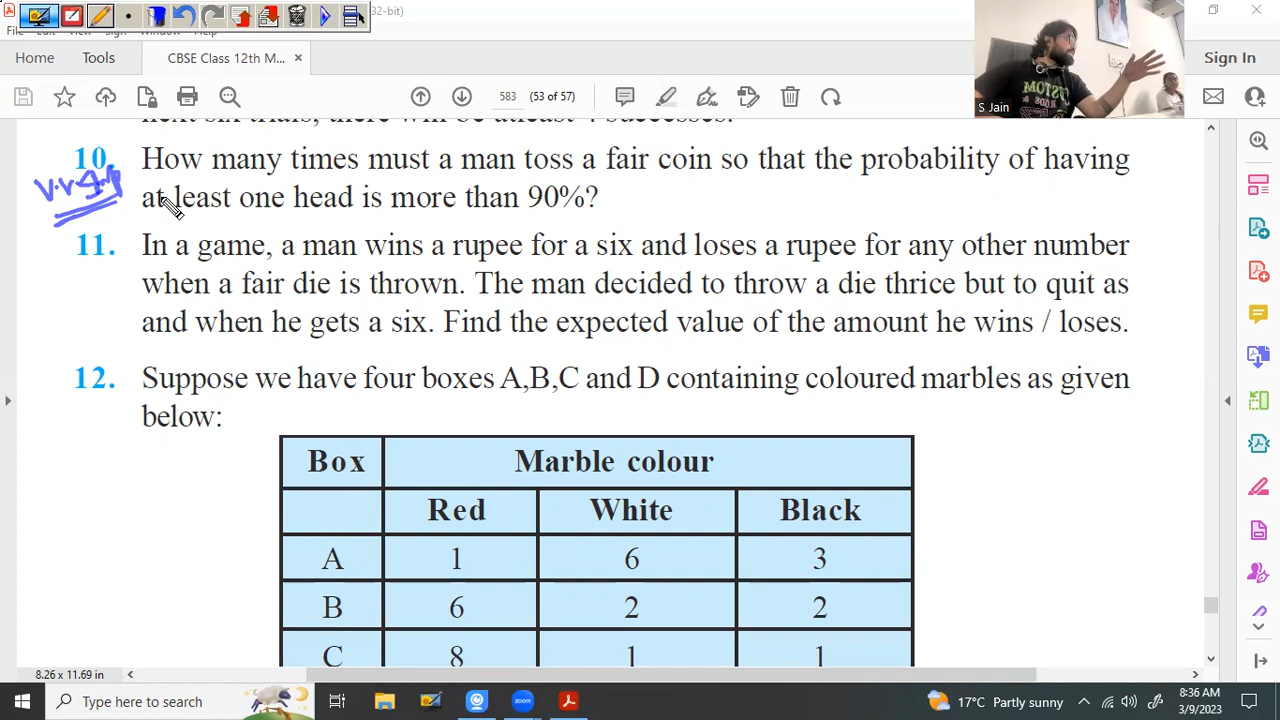 32-bit)
Home
Tools
CBSE Class 12th M...
Sign In
583
(53 of 57)
S Jain
next six trials, there will be atleast 4 successes.
10. How many times must a man toss a fair coin so that the probability of having
at least one head is more than 90%?
11. In a game, a man wins a rupee for a six and loses a rupee for any other number
when a fair die is thrown. The man decided to throw a die thrice but to quit as
and when he gets a six. Find the expected value of the amount he wins / loses.
12. Suppose we have four boxes A,B,C and D containing coloured marbles as given
below:
Box Marble colour
Red White Black
A 1 6 3
B 6 2 2
C 8 1 1
8.26 x 11.69 in
Type here to search
17°C Partly sunny
8:36 AM
3/9/2023